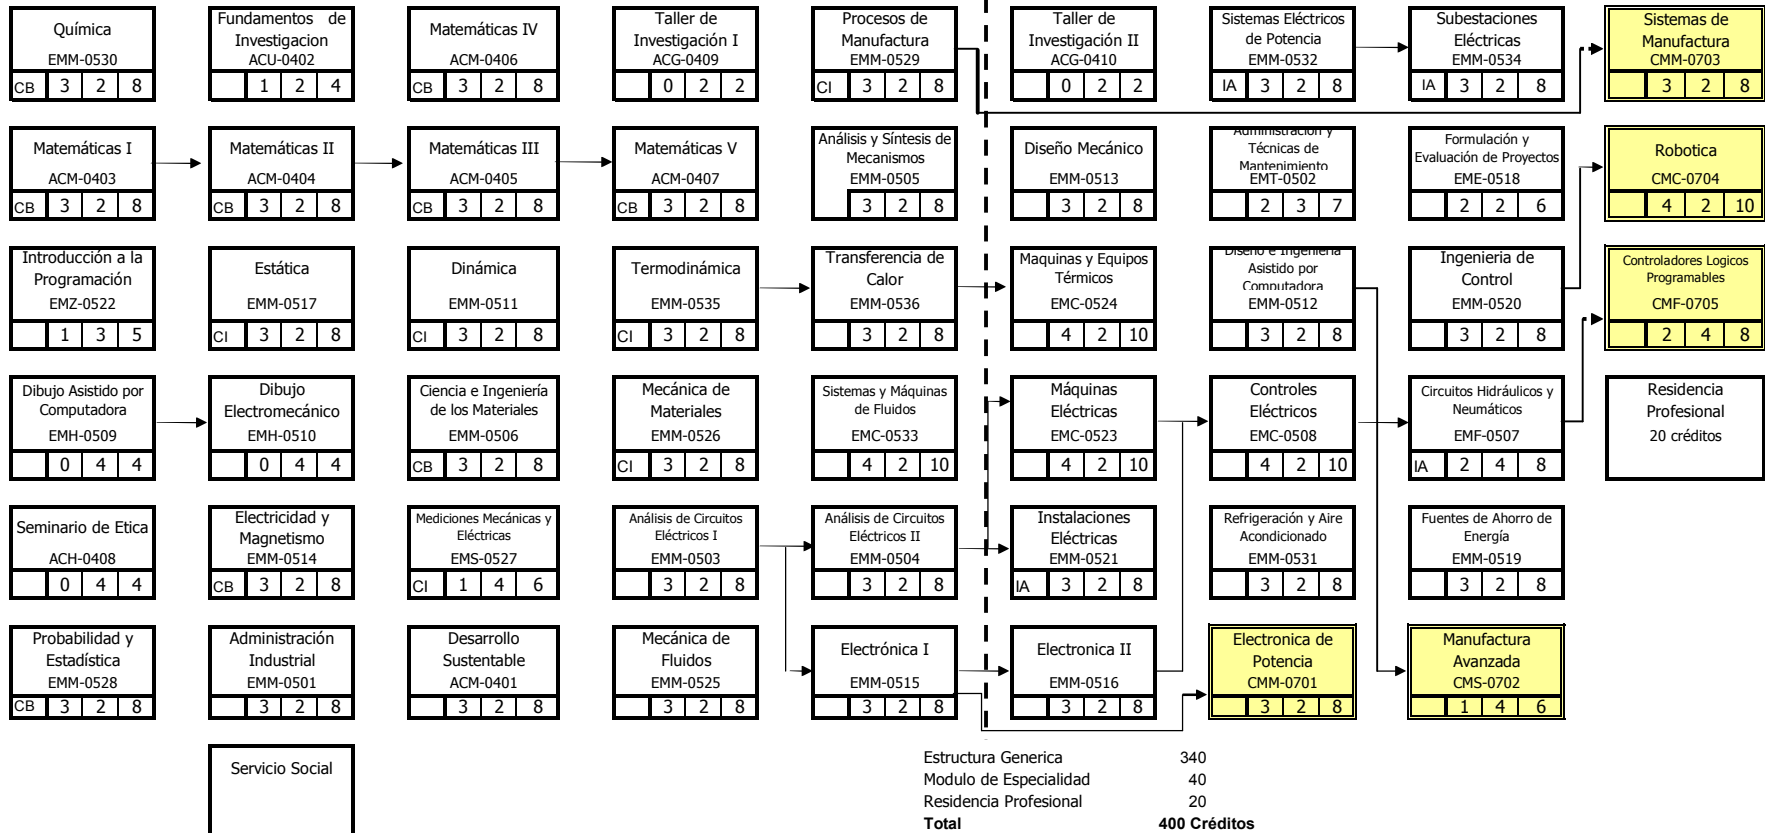 Química
EMM-0530
CB 3 2 8
Fundamentos de
Investigacion
ACU-0402
1 2 4
Matemáticas IV
ACM-0406
CB 3 2 8
Taller de
Investigación I
ACG-0409
0 2 2
Procesos de
Manufactura
EMM-0529
CI 3 2 8
Taller de
Investigación II
ACG-0410
0 2 2
Sistemas Eléctricos
de Potencia
EMM-0532
IA 3 2 8
Subestaciones
Eléctricas
EMM-0534
IA 3 2 8
Sistemas de
Manufactura
CMM-0703
3 2 8
Matemáticas I
ACM-0403
CB 3 2 8
Matemáticas II
ACM-0404
CB 3 2 8
Matemáticas III
ACM-0405
CB 3 2 8
Matemáticas V
ACM-0407
CB 3 2 8
Análisis y Síntesis de
Mecanismos
EMM-0505
3 2 8
Diseño Mecánico
EMM-0513
3 2 8
Administración y
Técnicas de
Mantenimiento
EMT-0502
2 3 7
Formulación y
Evaluación de Proyectos
EME-0518
2 2 6
Robotica
CMC-0704
4 2 10
Introducción a la
Programación
EMZ-0522
1 3 5
Estática
EMM-0517
CI 3 2 8
Dinámica
EMM-0511
CI 3 2 8
Termodinámica
EMM-0535
CI 3 2 8
Transferencia de
Calor
EMM-0536
3 2 8
Maquinas y Equipos
Térmicos
EMC-0524
4 2 10
Diseño e Ingeniería
Asistido por
Computadora
EMM-0512
3 2 8
Ingenieria de
Control
EMM-0520
3 2 8
Controladores Logicos
Programables
CMF-0705
2 4 8
Dibujo Asistido por
Computadora
EMH-0509
0 4 4
Dibujo
Electromecánico
EMH-0510
0 4 4
Ciencia e Ingeniería
de los Materiales
EMM-0506
CB 3 2 8
Mecánica de
Materiales
EMM-0526
CI 3 2 8
Sistemas y Máquinas
de Fluidos
EMC-0533
4 2 10
Máquinas
Eléctricas
EMC-0523
4 2 10
Controles
Eléctricos
EMC-0508
4 2 10
Circuitos Hidráulicos y
Neumáticos
EMF-0507
IA 2 4 8
Residencia
Profesional
20 créditos
Seminario de Etica
ACH-0408
0 4 4
Electricidad y
Magnetismo
EMM-0514
CB 3 2 8
Mediciones Mecánicas y
Eléctricas
EMS-0527
CI 1 4 6
Análisis de Circuitos
Eléctricos I
EMM-0503
3 2 8
Análisis de Circuitos
Eléctricos II
EMM-0504
3 2 8
Instalaciones
Eléctricas
EMM-0521
IA 3 2 8
Refrigeración y Aire
Acondicionado
EMM-0531
3 2 8
Fuentes de Ahorro de
Energía
EMM-0519
3 2 8
Probabilidad y
Estadística
EMM-0528
CB 3 2 8
Administración
Industrial
EMM-0501
3 2 8
Desarrollo
Sustentable
ACM-0401
3 2 8
Mecánica de
Fluidos
EMM-0525
3 2 8
Electrónica I
EMM-0515
3 2 8
Electronica II
EMM-0516
3 2 8
Electronica de
Potencia
CMM-0701
3 2 8
Manufactura
Avanzada
CMS-0702
1 4 6
Servicio Social
Estructura Generica 340
Modulo de Especialidad 40
Residencia Profesional 20
Total 400 Créditos